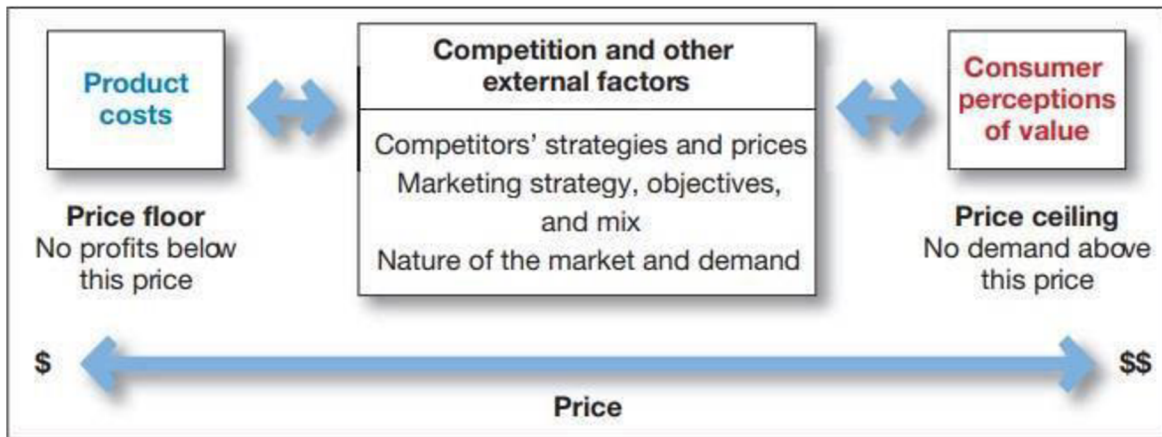 Product
costs
Price floor
No profits below
this price
Competition and other
external factors
Competitors' strategies and prices
Marketing strategy, objectives,
and mix
Nature of the market and demand
Consumer
perceptions
of value
Price ceiling
No demand above
this price
$
$$
Price